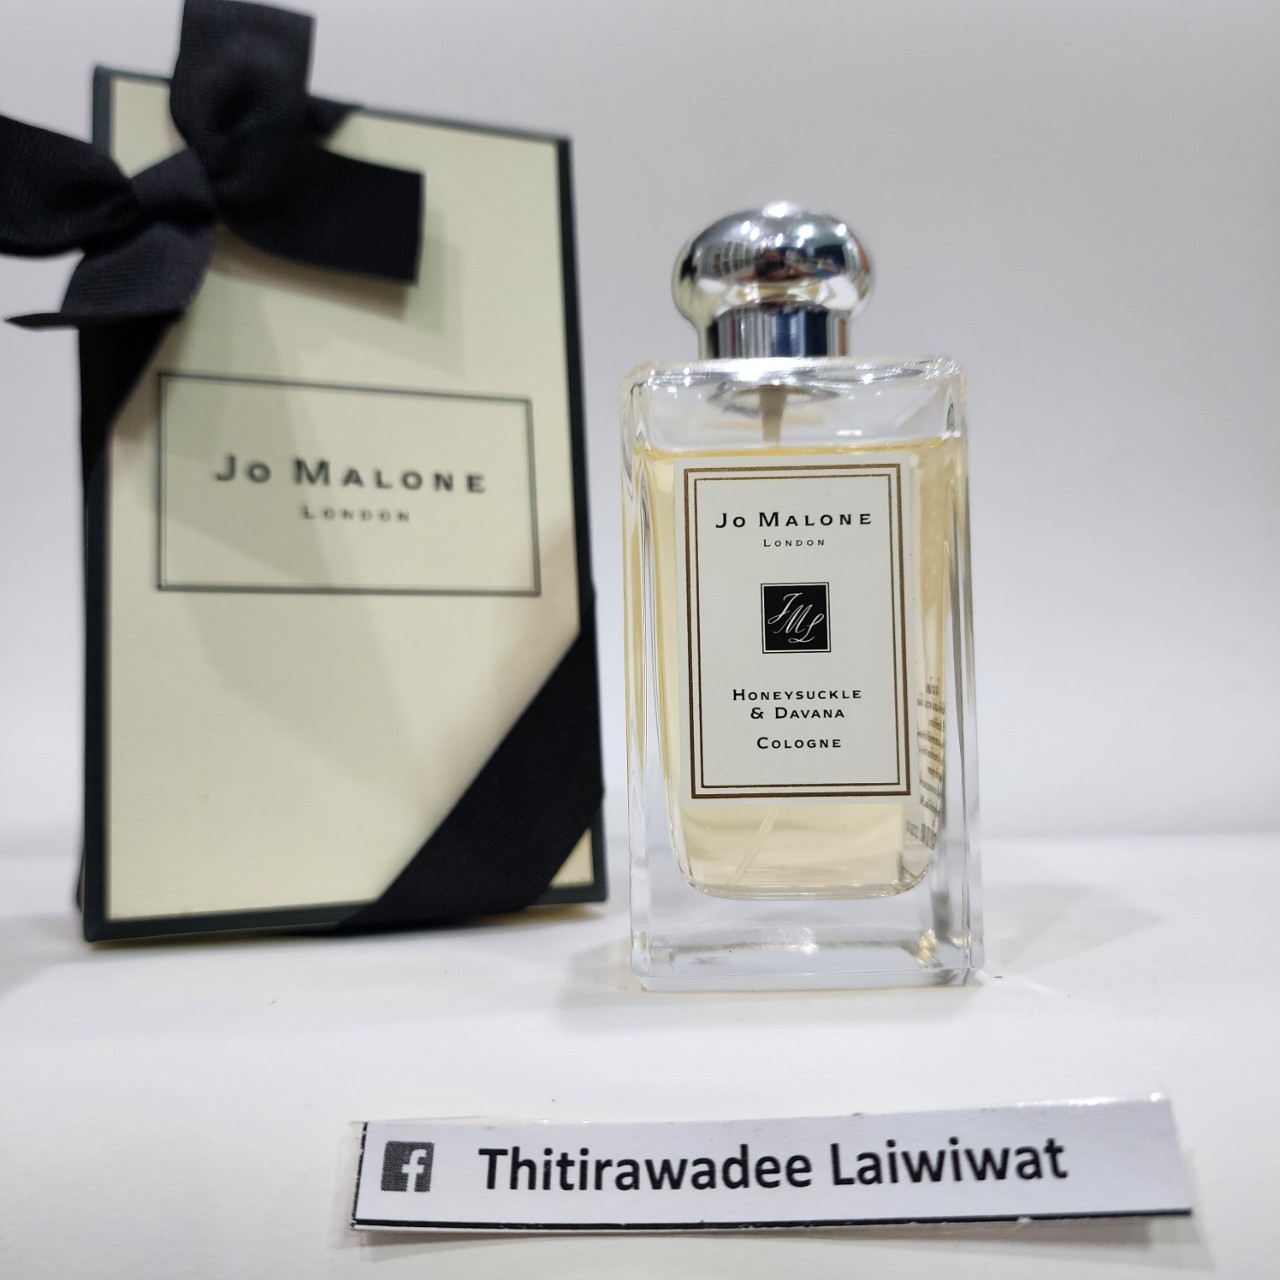 Jo Malone
London
Jo Malone
London
JML
Honeysuckle
& Davana
Cologne
f Thitirawadee Laiwiwat